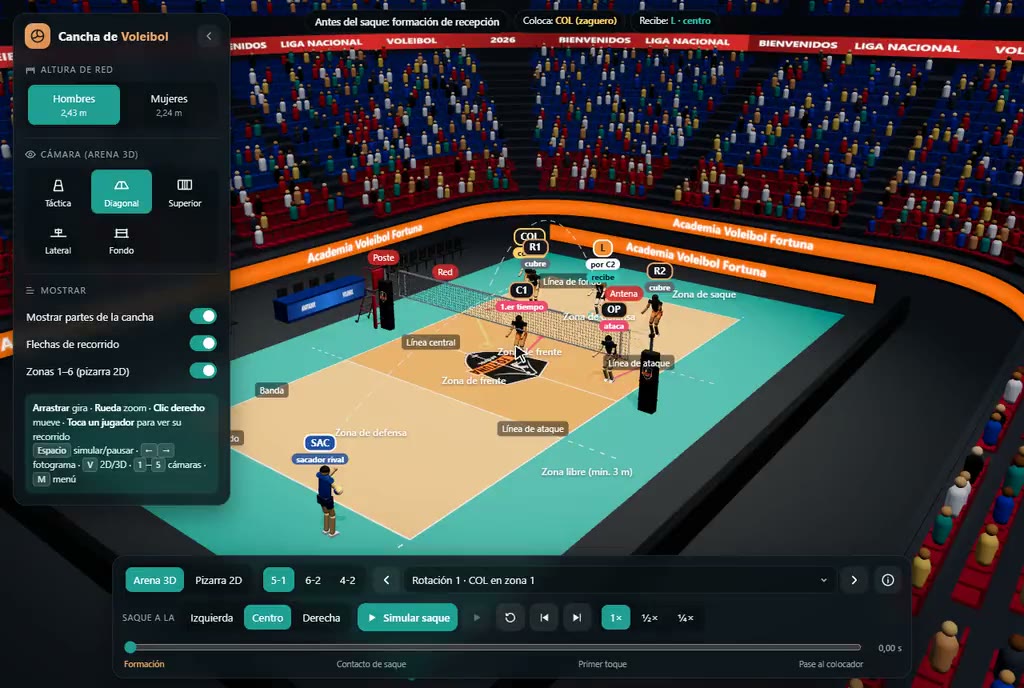 Antes del saque: formación de recepción
Coloca: COL (zaguero)
Recibe: L · centro
Cancha de Voleibol
ENIDOS LIGA NACIONAL VOLEIBOL 2026 BIENVENIDOS LIGA NACIONAL BIENVENIDOS LIGA NACIONAL
ALTURA DE RED
Hombres
2,43 m
Mujeres
2,24 m
CÁMARA (ARENA 3D)
Táctica
Diagonal
Superior
Lateral
Fondo
MOSTRAR
Mostrar partes de la cancha
Flechas de recorrido
Zonas 1–6 (pizarra 2D)
Arrastrar gira · Rueda zoom · Clic derecho
mueve · Toca un jugador para ver su
recorrido
Espacio simular/pausar · ← →
fotograma · V 2D/3D · 1 – 5 cámaras ·
M menú
Academia Voleibol Fortuna
Academia Voleibol Fortuna
Academia Voleibol Fortuna
COL
R1
cubre
L
por C2
recibe
R2
cubre
Poste
Red
Zona de saque
C1
1.er tiempo
Antena
OP
ataca
Línea central
Zona de frente
Línea de ataque
Zona de frente
Banda
Línea de ataque
Zona de defensa
SAC
sacador rival
Zona libre (mín. 3 m)
Arena 3D
Pizarra 2D
5-1
6-2
4-2
Rotación 1 · COL en zona 1
SAQUE A LA
Izquierda
Centro
Derecha
Simular saque
1×
½×
¼×
0,00 s
Formación
Contacto de saque
Primer toque
Pase al colocador